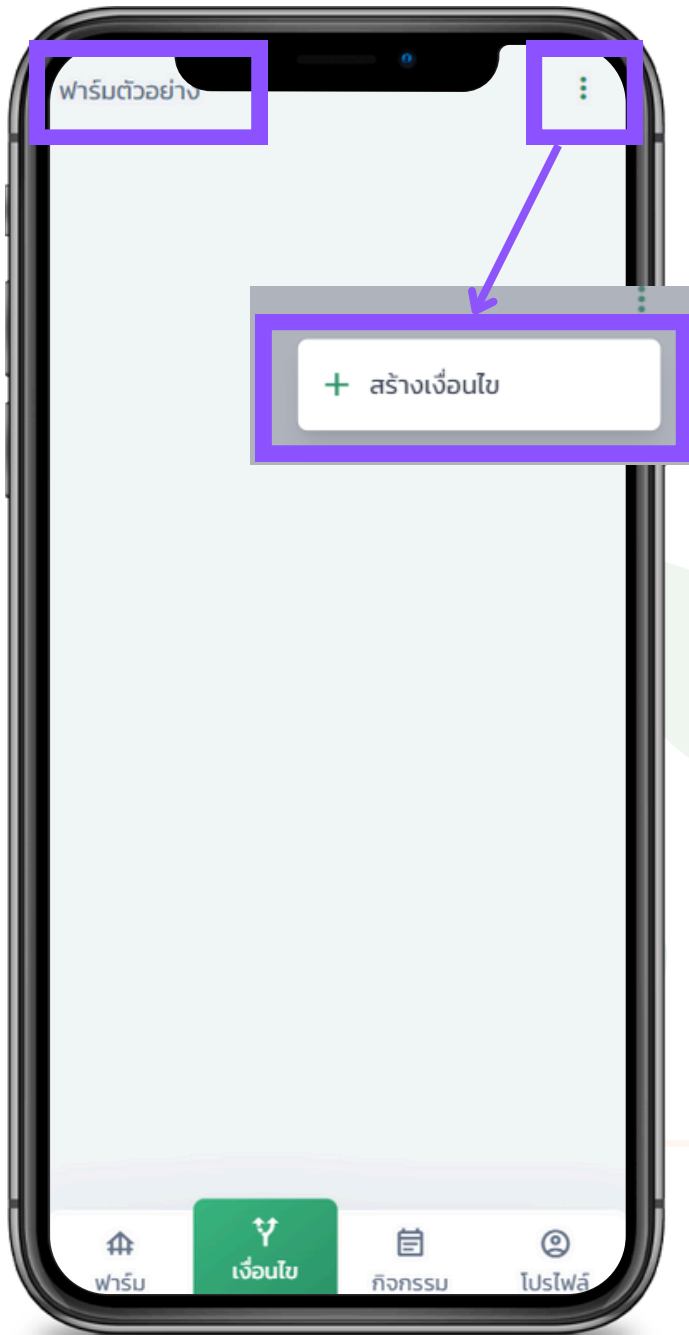 ฟาร์มตัวอย่าง
สร้างเงื่อนไข
ฟาร์ม
เงื่อนไข
กิจกรรม
โปรไฟล์